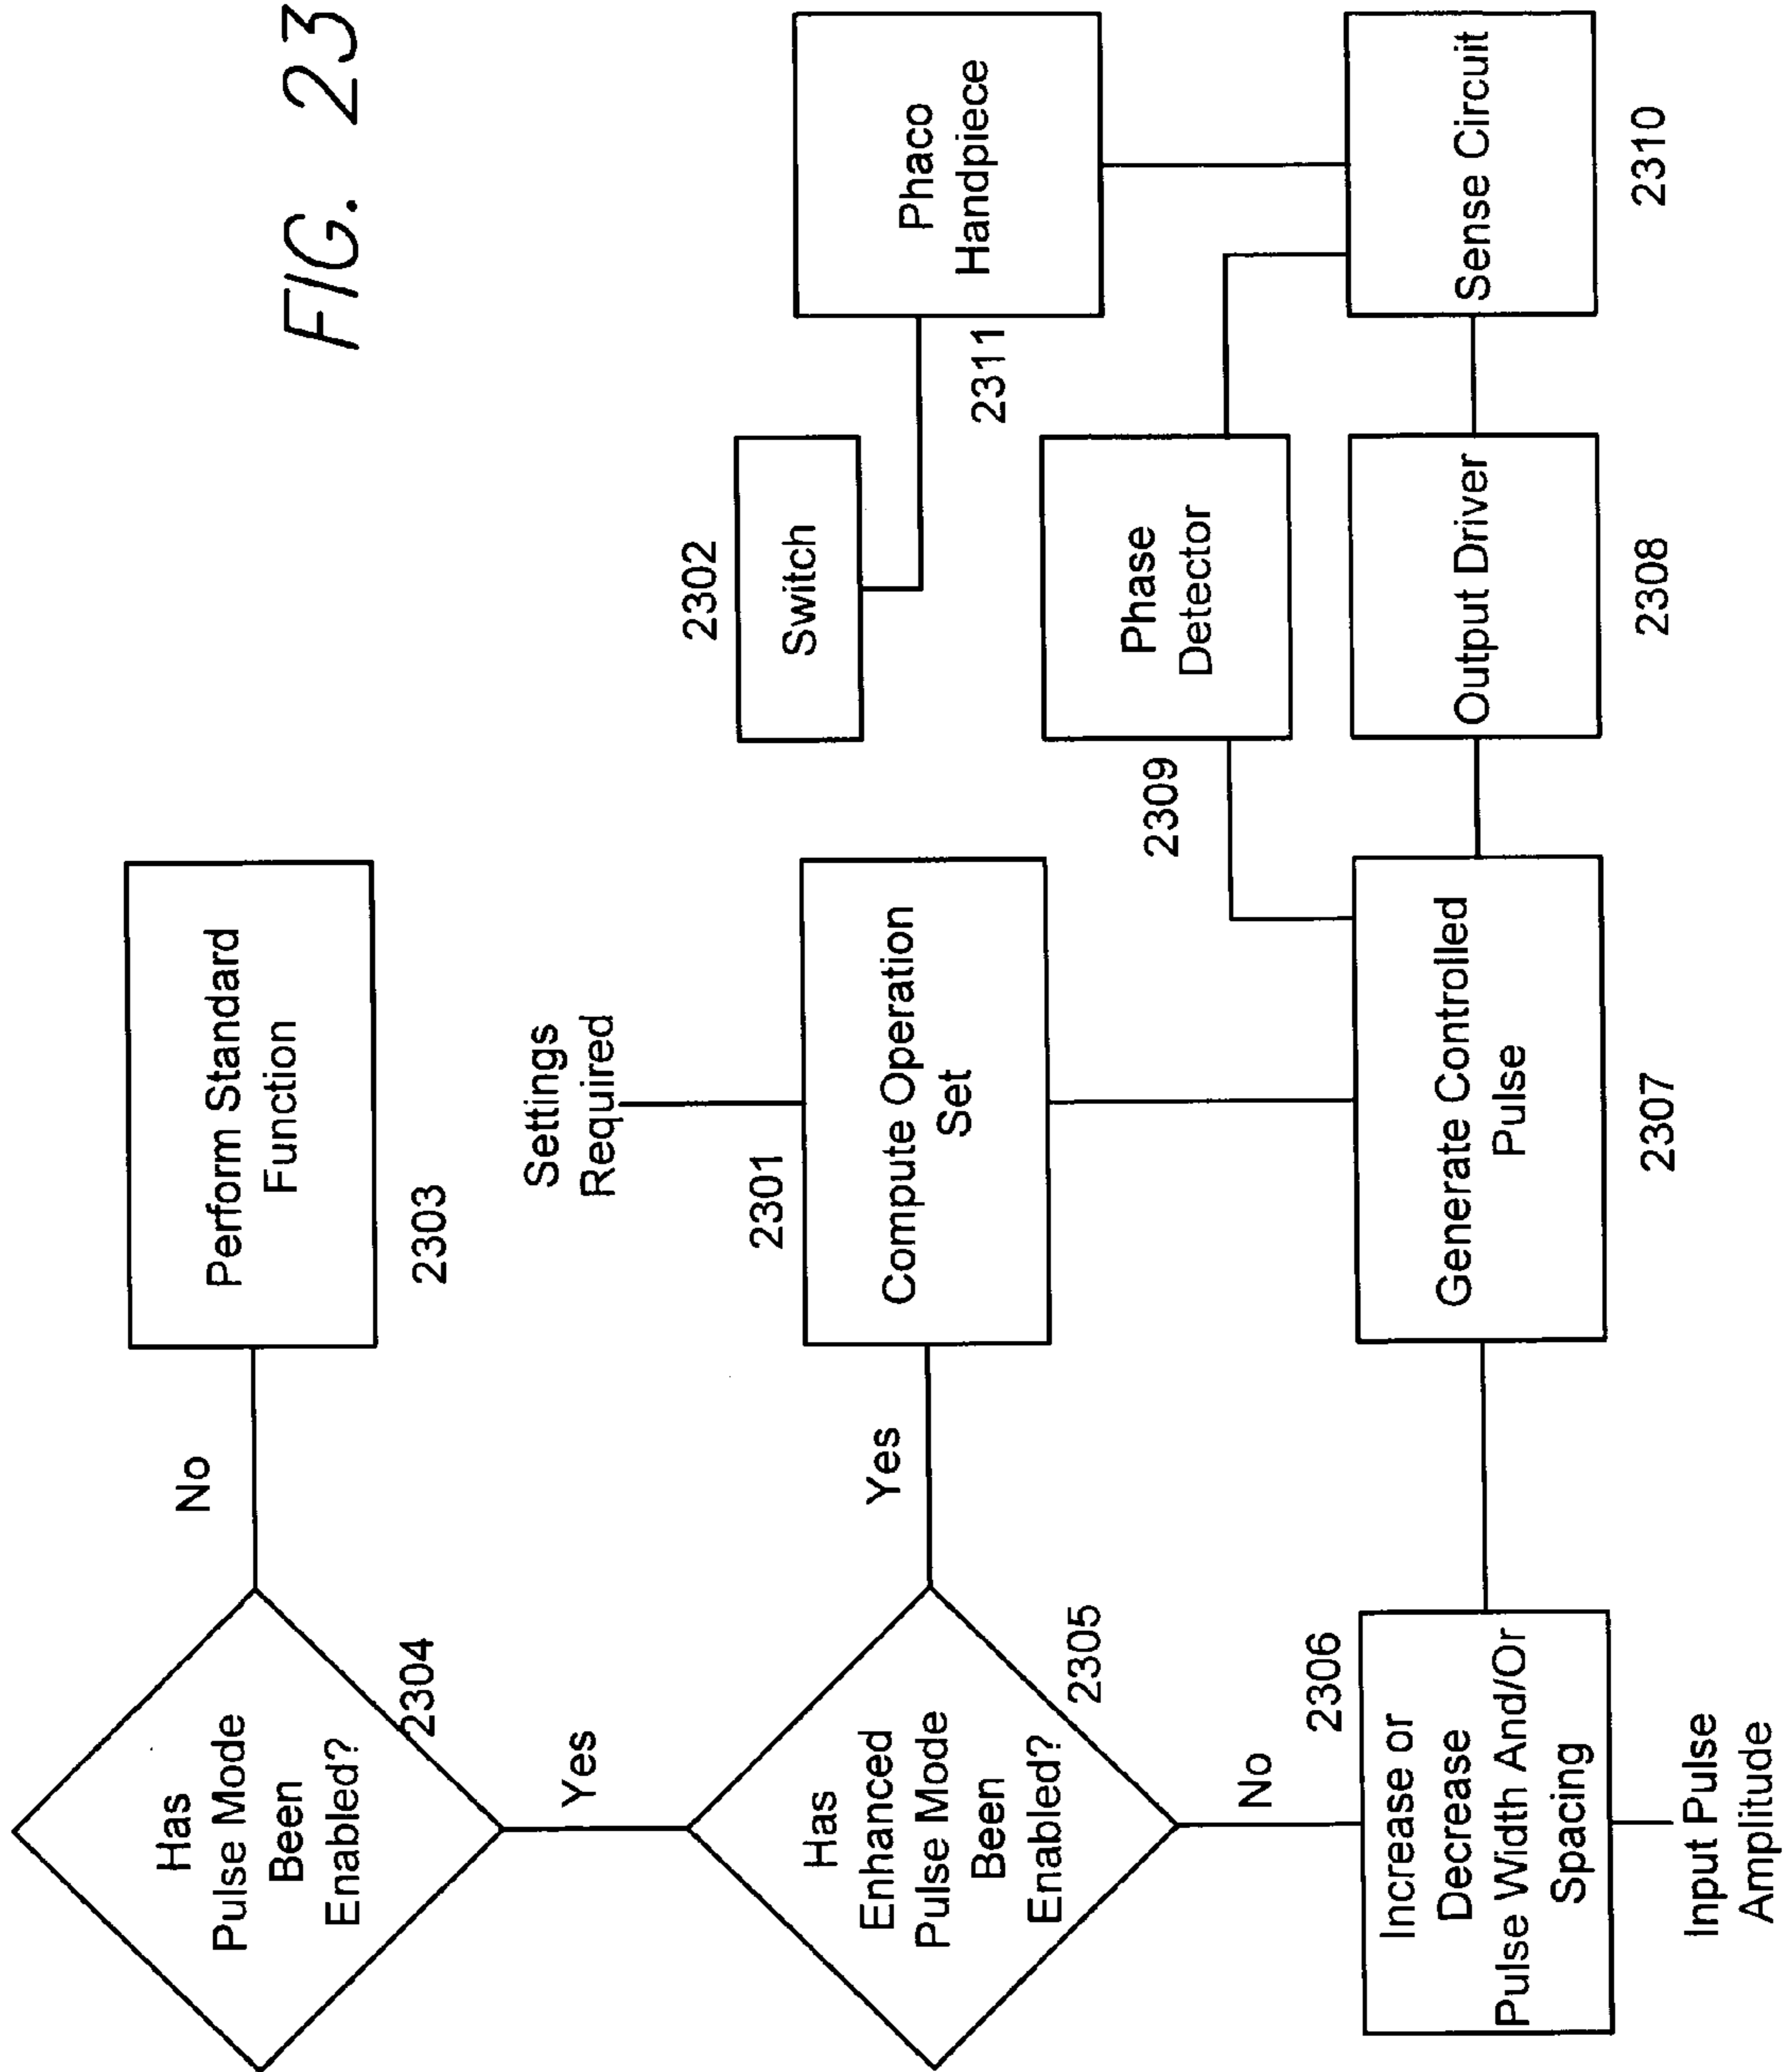 FIG. 23
Has
Pulse Mode
Been
Enabled?
2304
No
Perform Standard
Function
2303
Yes
Has
Enhanced
Pulse Mode
Been
Enabled?
2305
Yes
Settings
Required
2301
Compute Operation
Set
2302
Switch
Phaco
Handpiece
2311
No
2306
Increase or
Decrease
Pulse Width And/Or
Spacing
Input Pulse
Amplitude
Generate Controlled
Pulse
2307
2309
Phase
Detector
Output Driver
2308
Sense Circuit
2310